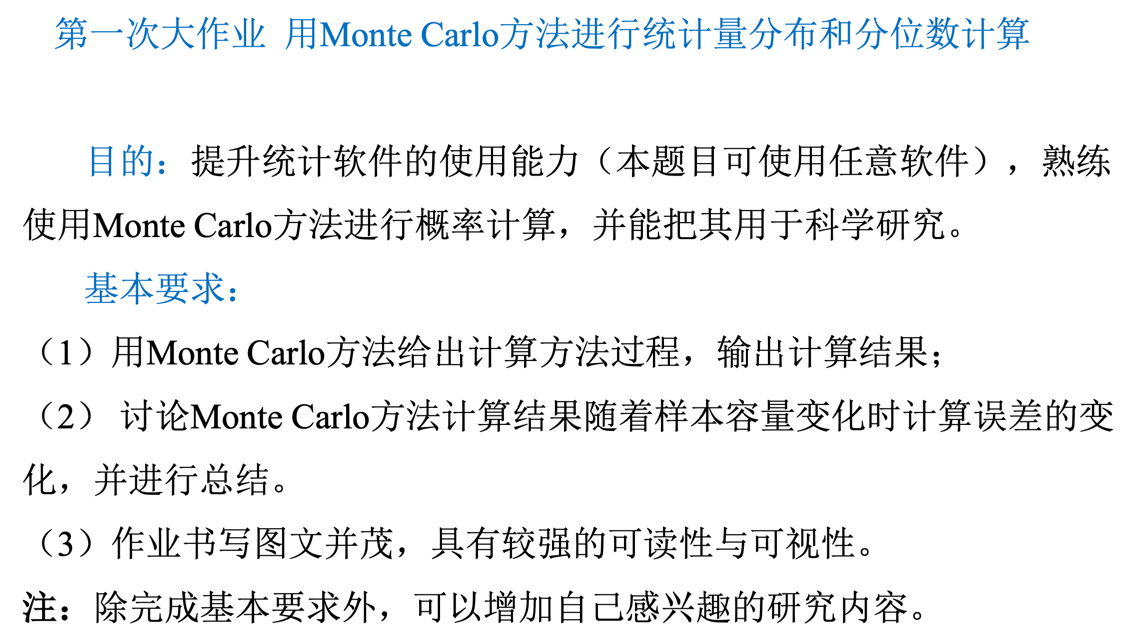 第一次大作业 用Monte Carlo方法进行统计量分布和分位数计算
目的：提升统计软件的使用能力（本题目可使用任意软件），熟练
使用Monte Carlo方法进行概率计算，并能把其用于科学研究。
基本要求：
（1）用Monte Carlo方法给出计算方法过程，输出计算结果；
（2） 讨论Monte Carlo方法计算结果随着样本容量变化时计算误差的变
化，并进行总结。
（3）作业书写图文并茂，具有较强的可读性与可视性。
注：除完成基本要求外，可以增加自己感兴趣的研究内容。